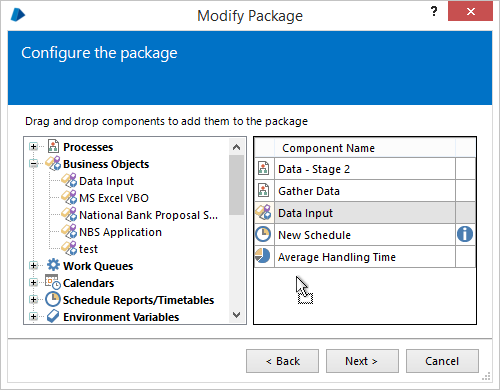 Modify Package
?
Configure the package
Drag and drop components to add them to the package
Processes
Business Objects
Data Input
MS Excel VBO
National Bank Proposal S...
NBS Application
test
Work Queues
Calendars
Schedule Reports/Timetables
Environment Variables
Component Name
Data - Stage 2
Gather Data
Data Input
New Schedule
Average Handling Time
< Back
Next >
Cancel